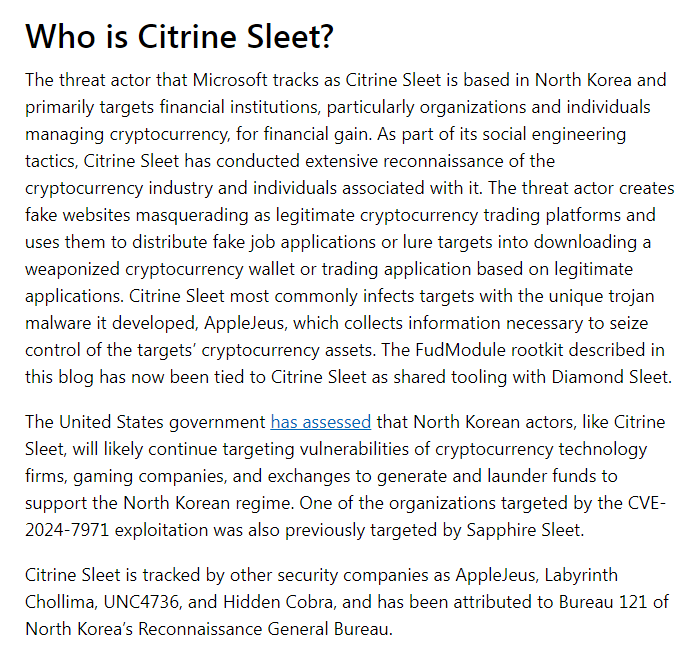 Who is Citrine Sleet?
The threat actor that Microsoft tracks as Citrine Sleet is based in North Korea and
primarily targets financial institutions, particularly organizations and individuals
managing cryptocurrency, for financial gain. As part of its social engineering
tactics, Citrine Sleet has conducted extensive reconnaissance of the
cryptocurrency industry and individuals associated with it. The threat actor creates
fake websites masquerading as legitimate cryptocurrency trading platforms and
uses them to distribute fake job applications or lure targets into downloading a
weaponized cryptocurrency wallet or trading application based on legitimate
applications. Citrine Sleet most commonly infects targets with the unique trojan
malware it developed, AppleJeus, which collects information necessary to seize
control of the targets’ cryptocurrency assets. The FudModule rootkit described in
this blog has now been tied to Citrine Sleet as shared tooling with Diamond Sleet.
The United States government has assessed that North Korean actors, like Citrine
Sleet, will likely continue targeting vulnerabilities of cryptocurrency technology
firms, gaming companies, and exchanges to generate and launder funds to
support the North Korean regime. One of the organizations targeted by the CVE-
2024-7971 exploitation was also previously targeted by Sapphire Sleet.
Citrine Sleet is tracked by other security companies as AppleJeus, Labyrinth
Chollima, UNC4736, and Hidden Cobra, and has been attributed to Bureau 121 of
North Korea’s Reconnaissance General Bureau.